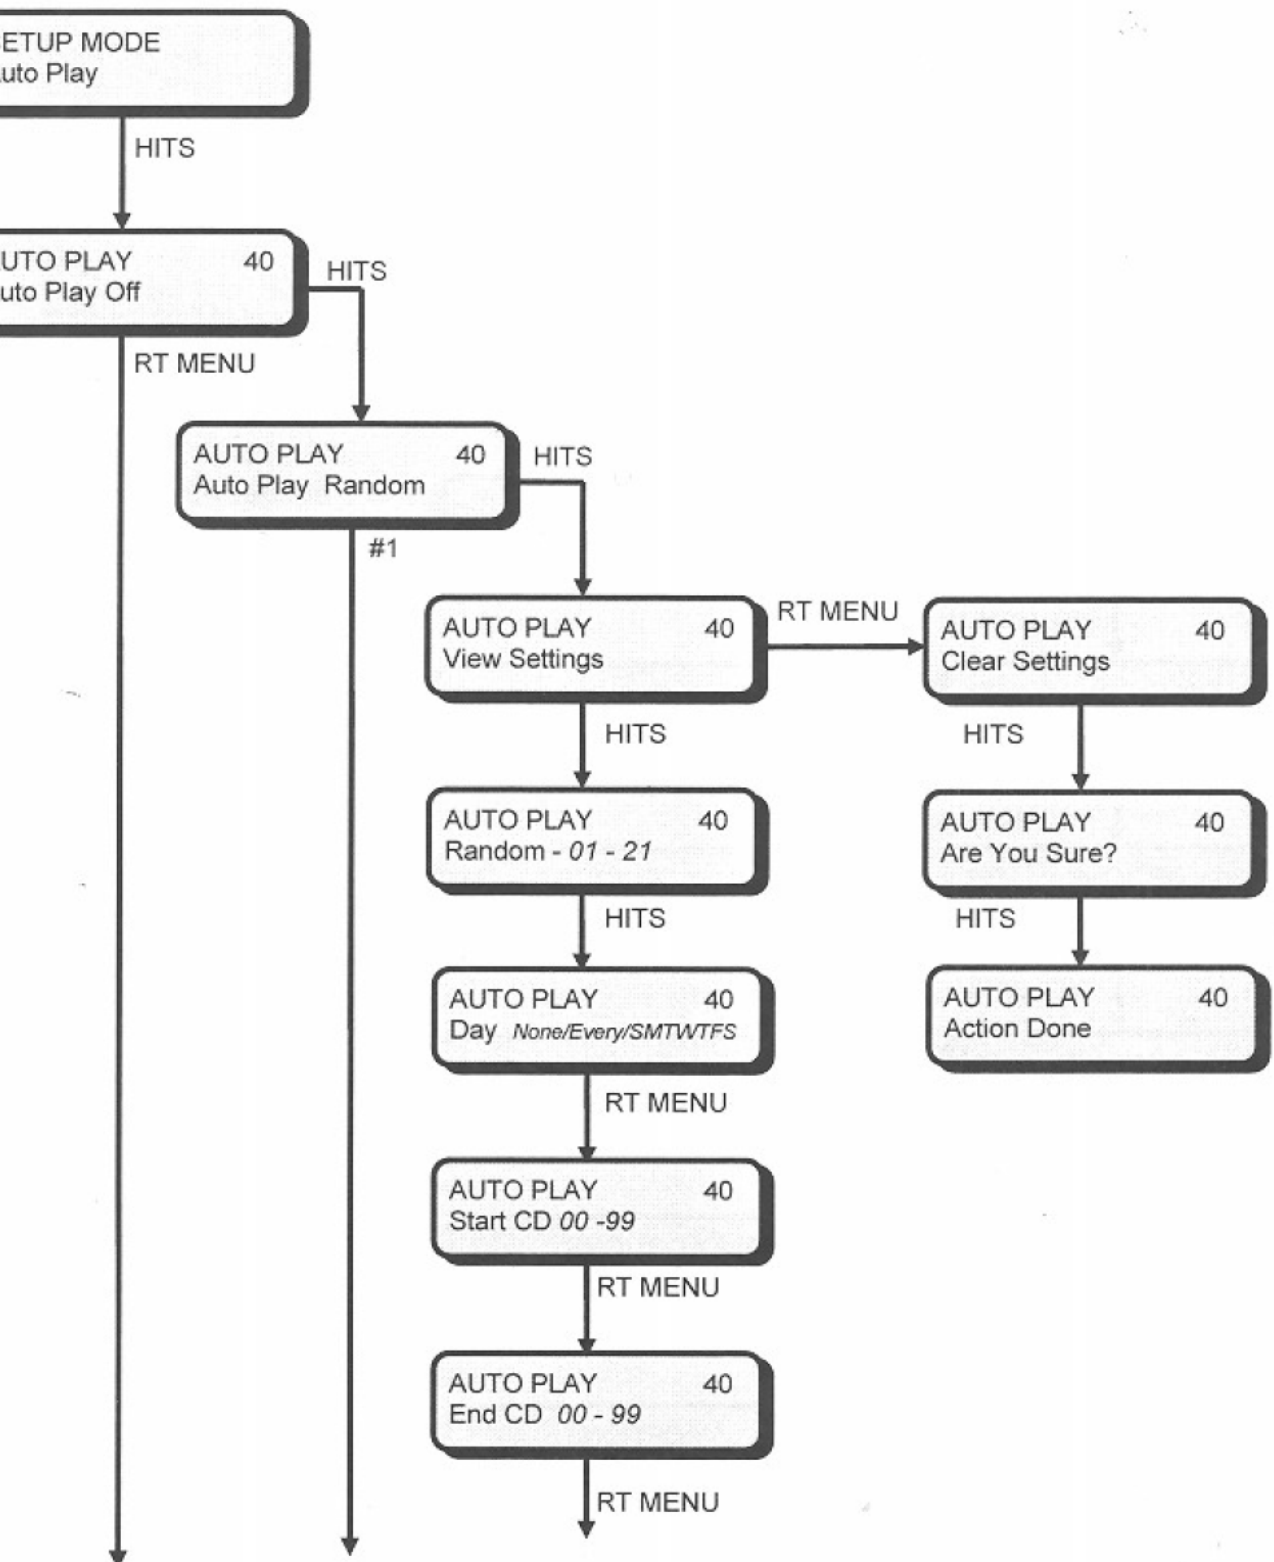 ETUP MODE
uto Play
HITS
UTO PLAY 40
uto Play Off
HITS
RT MENU
AUTO PLAY 40
Auto Play Random
HITS
#1
AUTO PLAY 40
View Settings
RT MENU
AUTO PLAY 40
Clear Settings
HITS
HITS
AUTO PLAY 40
Random - 01 - 21
AUTO PLAY 40
Are You Sure?
HITS
HITS
AUTO PLAY 40
Day None/Every/SMTWTFS
AUTO PLAY 40
Action Done
RT MENU
AUTO PLAY 40
Start CD 00 -99
RT MENU
AUTO PLAY 40
End CD 00 - 99
RT MENU